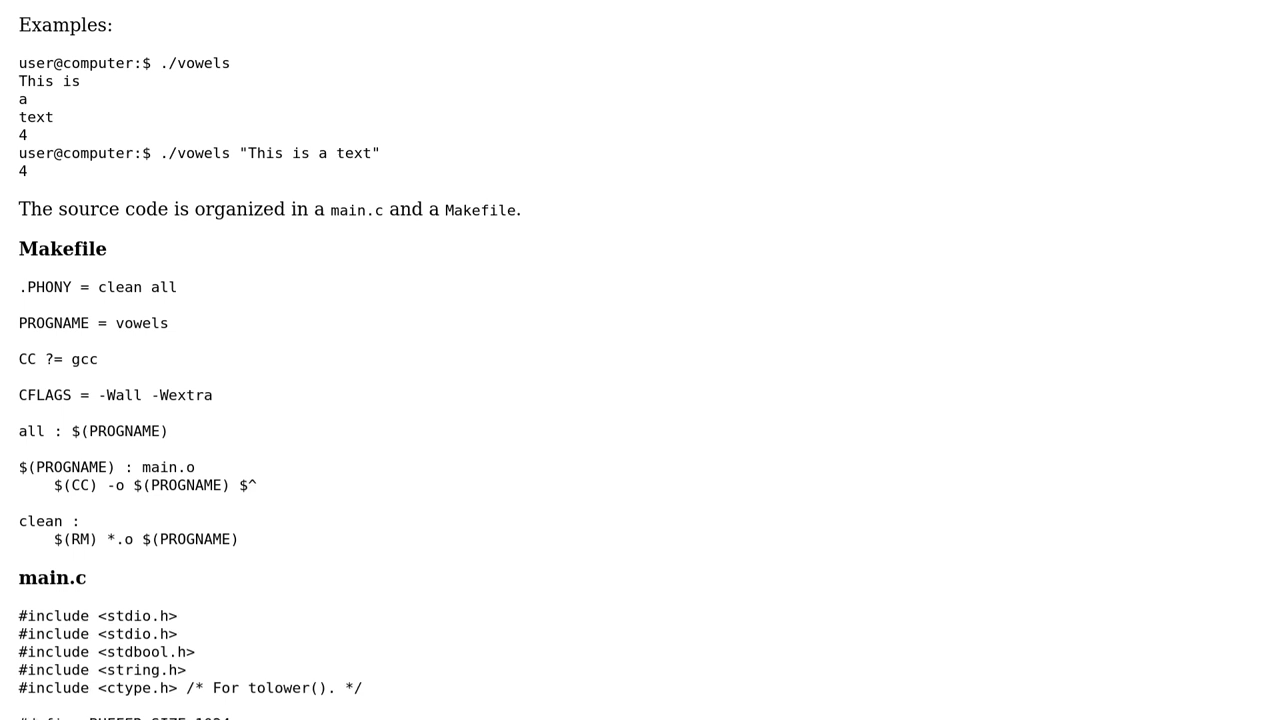 Examples:
user@computer:$ ./vowels
This is
a
text
4
user@computer:$ ./vowels "This is a text"
4
The source code is organized in a main.c and a Makefile.
Makefile
.PHONY = clean all
PROGNAME = vowels
CC ?= gcc
CFLAGS = -Wall -Wextra
all : $(PROGNAME)
$(PROGNAME) : main.o
    $(CC) -o $(PROGNAME) $^
clean :
    $(RM) *.o $(PROGNAME)
main.c
#include <stdio.h>
#include <stdio.h>
#include <stdbool.h>
#include <string.h>
#include <ctype.h> /* For tolower(). */